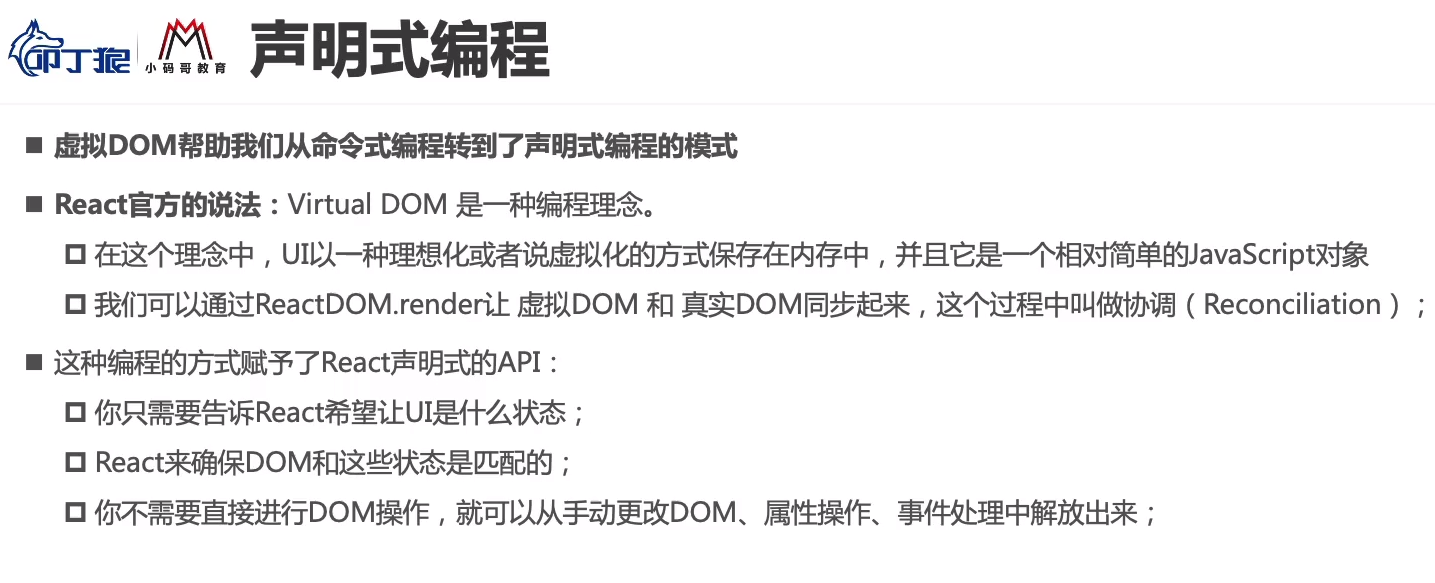 叩丁狼
小码哥教育
声明式编程
■ 虚拟DOM帮助我们从命令式编程转到了声明式编程的模式
■ React官方的说法：Virtual DOM 是一种编程理念。
在这个理念中，UI以一种理想化或者说虚拟化的方式保存在内存中，并且它是一个相对简单的JavaScript对象
我们可以通过ReactDOM.render让 虚拟DOM 和 真实DOM同步起来，这个过程中叫做协调（Reconciliation）；
■ 这种编程的方式赋予了React声明式的API：
你只需要告诉React希望让UI是什么状态；
React来确保DOM和这些状态是匹配的；
你不需要直接进行DOM操作，就可以从手动更改DOM、属性操作、事件处理中解放出来；